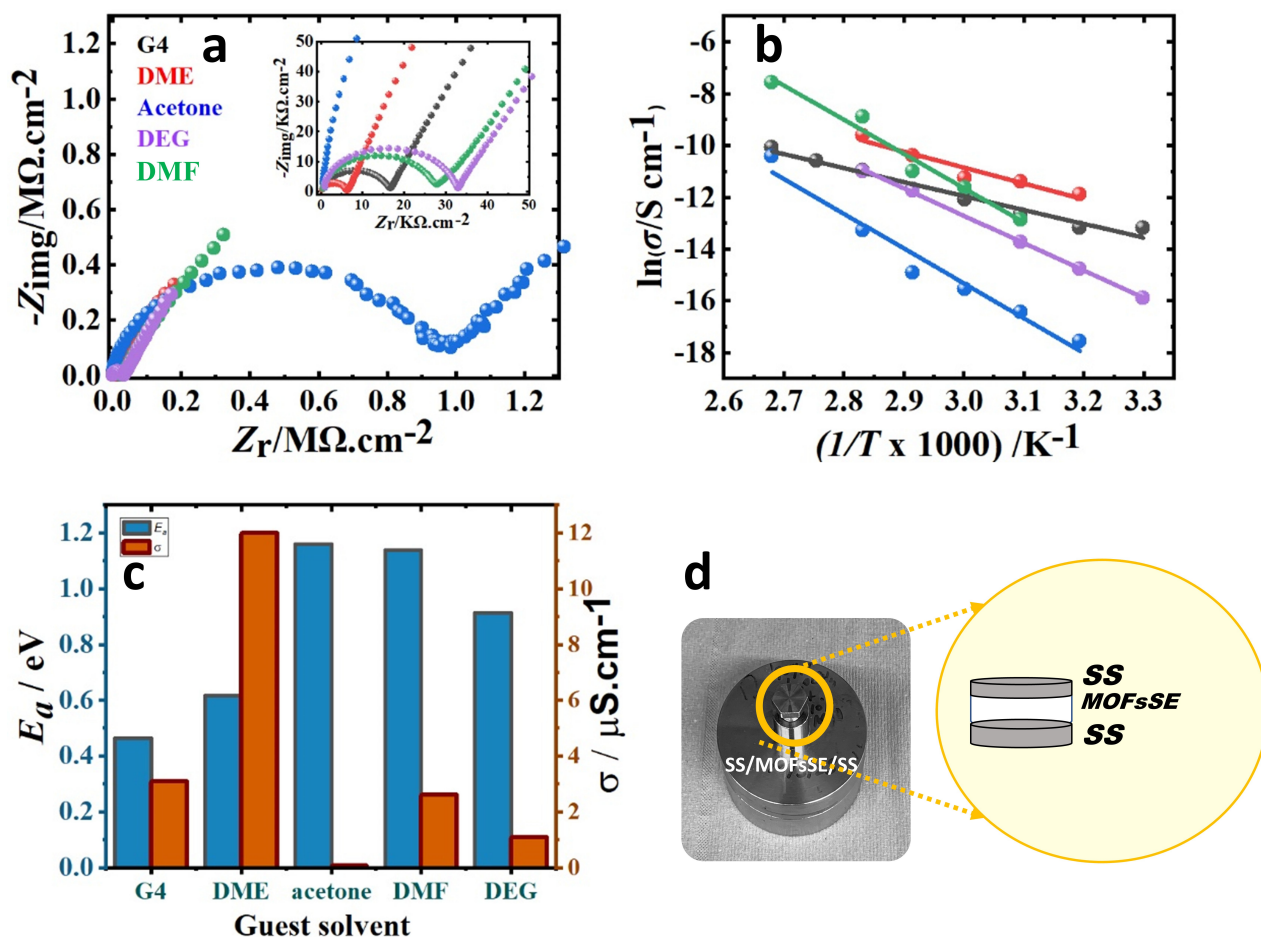 a
G4
DME
Acetone
DEG
DMF
-Zimg/MΩ.cm-2
1.2
1.0
0.8
0.6
0.4
0.2
0.0
0.0 0.2 0.4 0.6 0.8 1.0 1.2
Zr/MΩ.cm-2
-Zimg/KΩ.cm-2
50
40
30
20
10
0
0 10 20 30 40 50
Zr/KΩ.cm-2
b
ln(σ/S cm-1)
-6
-8
-10
-12
-14
-16
-18
2.6 2.7 2.8 2.9 3.0 3.1 3.2 3.3
(1/T x 1000) /K-1
c
Ea
σ
Ea / eV
1.2
1.0
0.8
0.6
0.4
0.2
0.0
12
10
8
6
4
2
0
σ / μS.cm-1
G4 DME acetone DMF DEG
Guest solvent
d
SS/MOFsSE/SS
SS
MOFsSE
SS